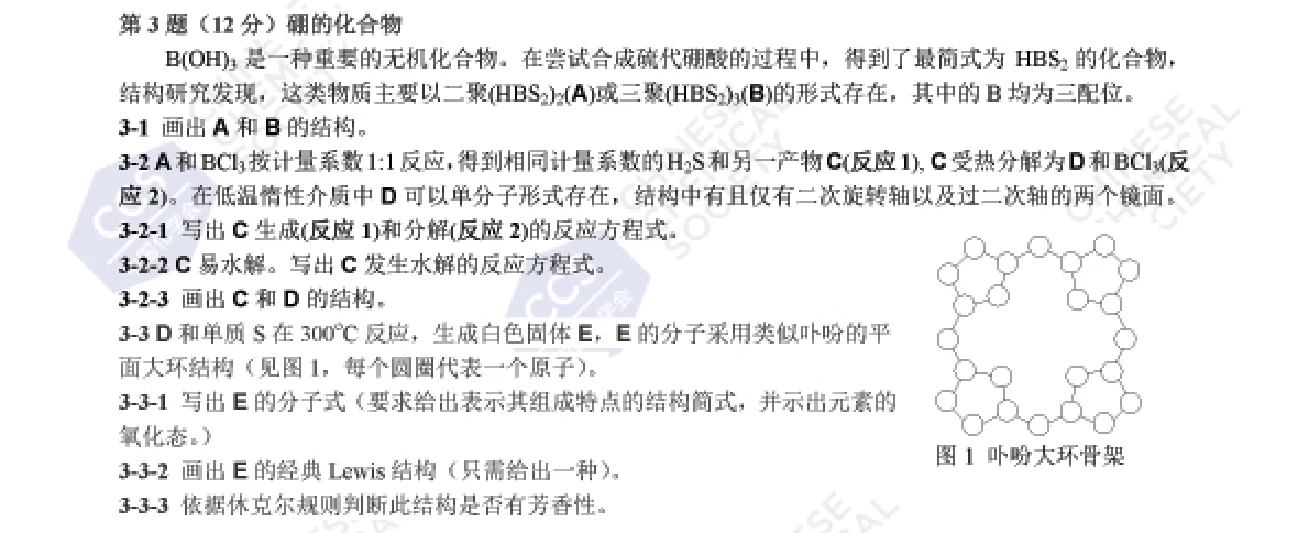 第 3 题（12 分）硼的化合物
B(OH)₃ 是一种重要的无机化合物。在尝试合成硫代硼酸的过程中，得到了最简式为 HBS₂ 的化合物，
结构研究发现，这类物质主要以二聚(HBS₂)₂(A)或三聚(HBS₂)₃(B)的形式存在，其中的 B 均为三配位。
3-1 画出 A 和 B 的结构。
3-2 A 和 BCl₃ 按计量系数 1:1 反应，得到相同计量系数的 H₂S 和另一产物 C(反应 1), C 受热分解为 D 和 BCl₃(反
应 2)。在低温惰性介质中 D 可以单分子形式存在，结构中有且仅有二次旋转轴以及过二次轴的两个镜面。
3-2-1 写出 C 生成(反应 1)和分解(反应 2)的反应方程式。
3-2-2 C 易水解。写出 C 发生水解的反应方程式。
3-2-3 画出 C 和 D 的结构。
3-3 D 和单质 S 在 300℃ 反应，生成白色固体 E，E 的分子采用类似卟吩的平
面大环结构（见图 1，每个圆圈代表一个原子）。
3-3-1 写出 E 的分子式（要求给出表示其组成特点的结构简式，并示出元素的
氧化态。）
3-3-2 画出 E 的经典 Lewis 结构（只需给出一种）。
3-3-3 依据休克尔规则判断此结构是否有芳香性。
图 1 卟吩大环骨架
CCS
CHINESE
CHEMICAL
SOCIETY